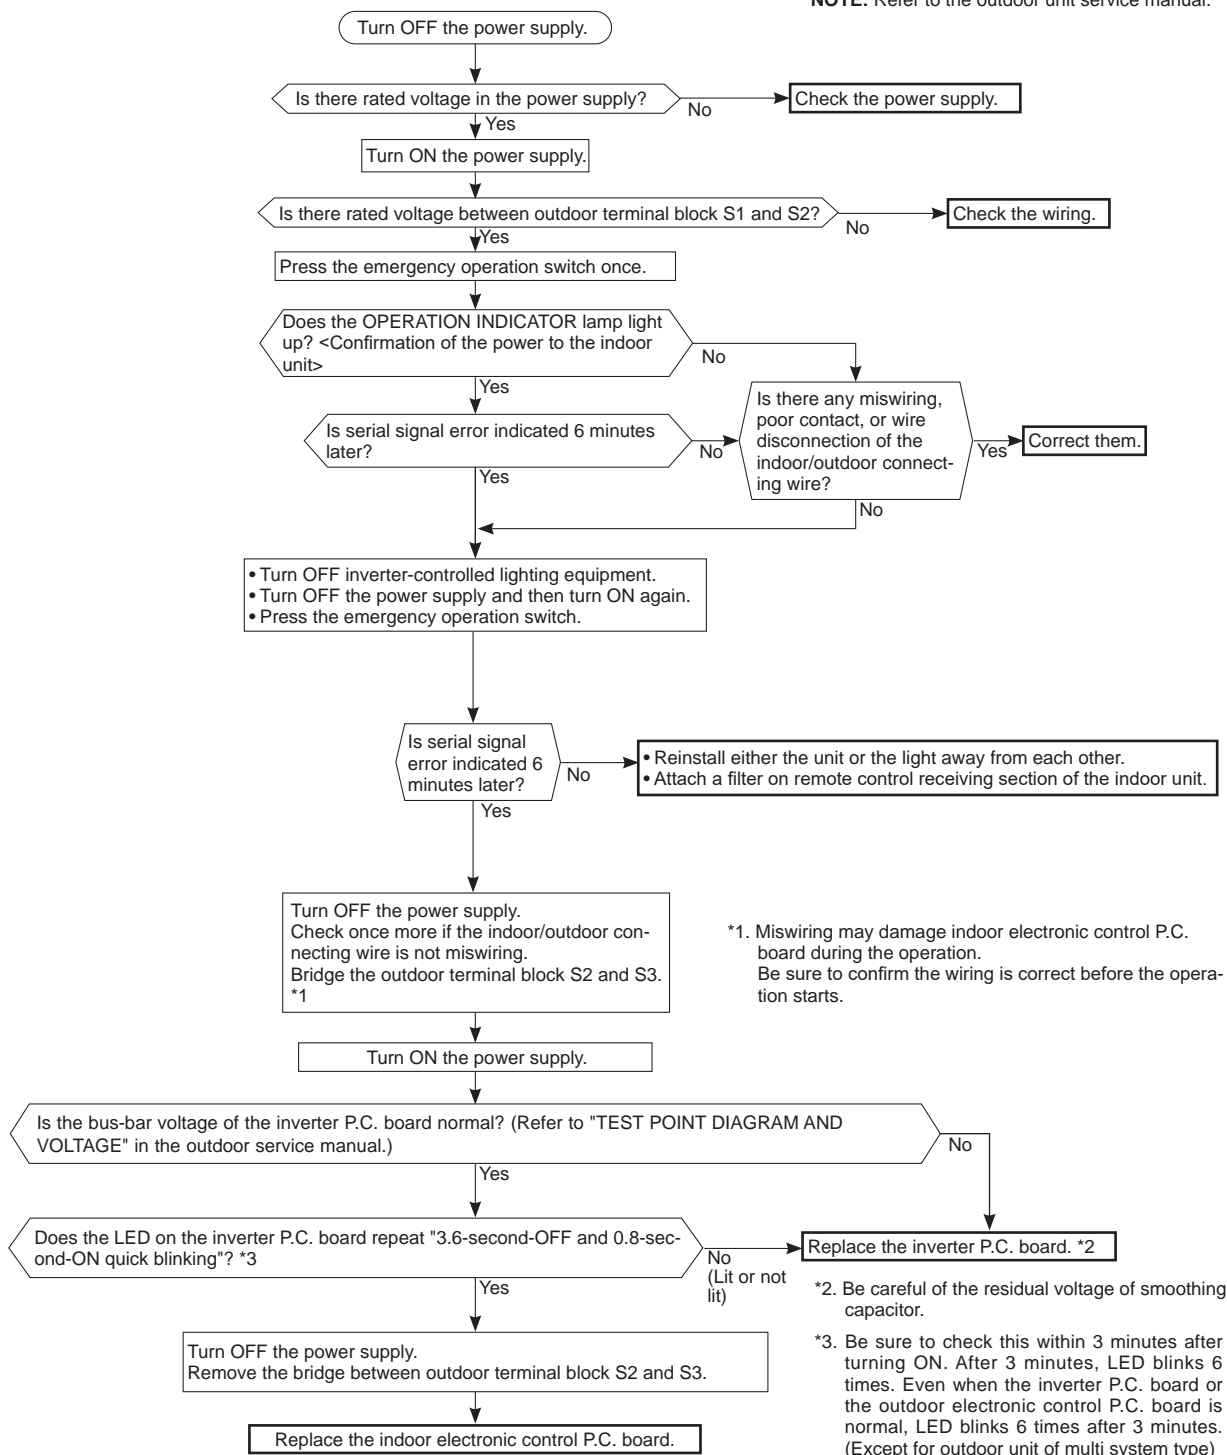 NOTE: Refer to the outdoor unit service manual.
Turn OFF the power supply.
Is there rated voltage in the power supply?
No
Check the power supply.
Yes
Turn ON the power supply.
Is there rated voltage between outdoor terminal block S1 and S2?
No
Check the wiring.
Yes
Press the emergency operation switch once.
Does the OPERATION INDICATOR lamp light
up? <Confirmation of the power to the indoor
unit>
No
Yes
Is there any miswiring,
poor contact, or wire
disconnection of the
indoor/outdoor connect-
ing wire?
Yes
Correct them.
No
Is serial signal error indicated 6 minutes
later?
No
Yes
• Turn OFF inverter-controlled lighting equipment.
• Turn OFF the power supply and then turn ON again.
• Press the emergency operation switch.
Is serial signal
error indicated 6
minutes later?
No
• Reinstall either the unit or the light away from each other.
• Attach a filter on remote control receiving section of the indoor unit.
Yes
Turn OFF the power supply.
Check once more if the indoor/outdoor con-
necting wire is not miswiring.
Bridge the outdoor terminal block S2 and S3.
*1
*1. Miswiring may damage indoor electronic control P.C.
board during the operation.
Be sure to confirm the wiring is correct before the opera-
tion starts.
Turn ON the power supply.
Is the bus-bar voltage of the inverter P.C. board normal? (Refer to "TEST POINT DIAGRAM AND
VOLTAGE" in the outdoor service manual.)
No
Yes
Does the LED on the inverter P.C. board repeat "3.6-second-OFF and 0.8-sec-
ond-ON quick blinking"? *3
No
(Lit or not
lit)
Replace the inverter P.C. board. *2
Yes
*2. Be careful of the residual voltage of smoothing
capacitor.
*3. Be sure to check this within 3 minutes after
turning ON. After 3 minutes, LED blinks 6
times. Even when the inverter P.C. board or
the outdoor electronic control P.C. board is
normal, LED blinks 6 times after 3 minutes.
(Except for outdoor unit of multi system type)
Turn OFF the power supply.
Remove the bridge between outdoor terminal block S2 and S3.
Replace the indoor electronic control P.C. board.